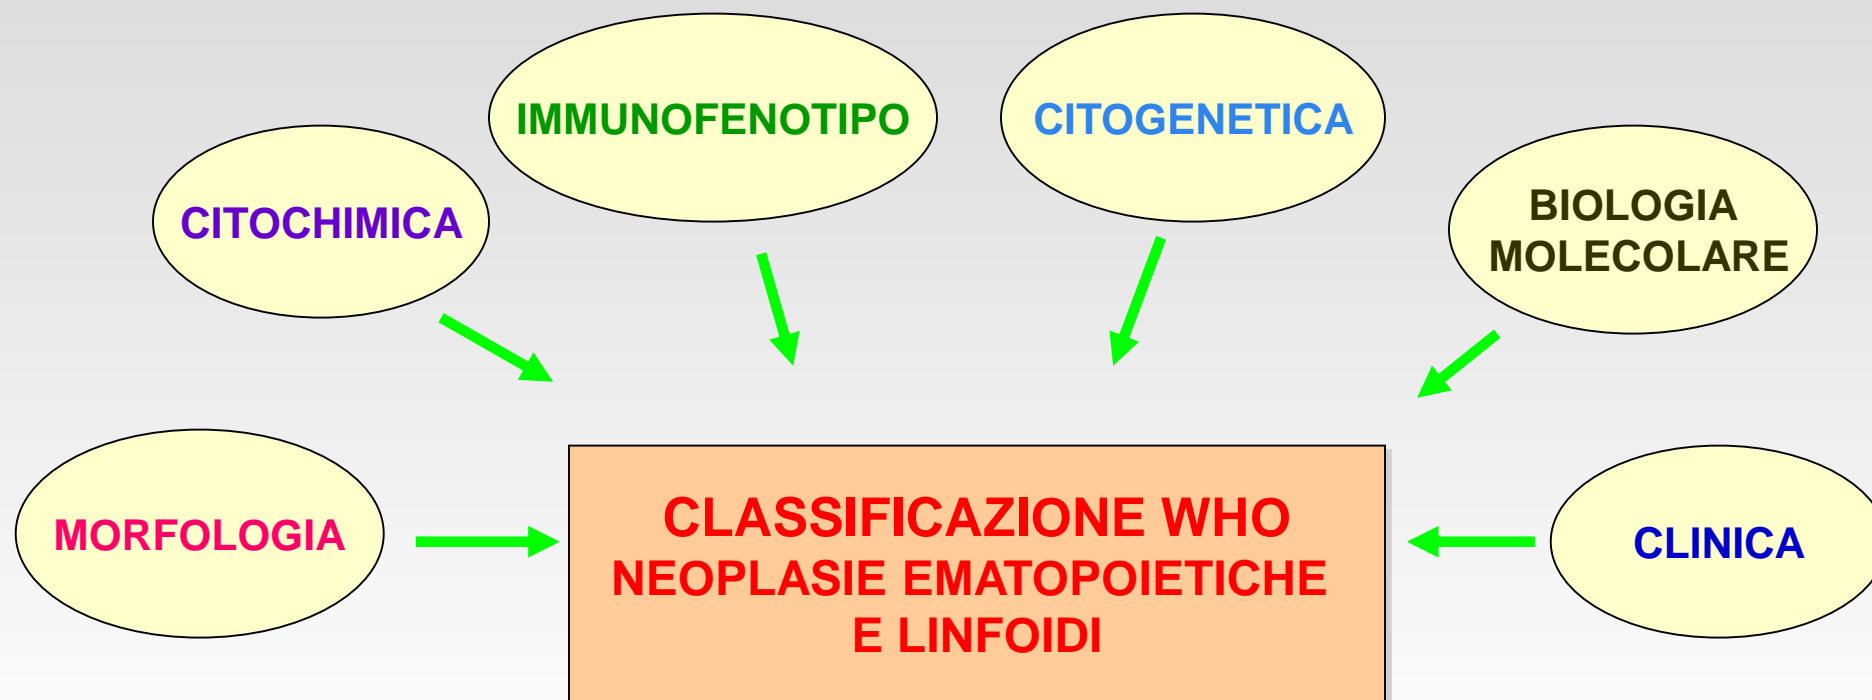 IMMUNOFENOTIPO
CITOGENETICA
CITOCHIMICA
BIOLOGIA
MOLECOLARE
MORFOLOGIA
CLASSIFICAZIONE WHO
NEOPLASIE EMATOPOIETICHE
E LINFOIDI
CLINICA